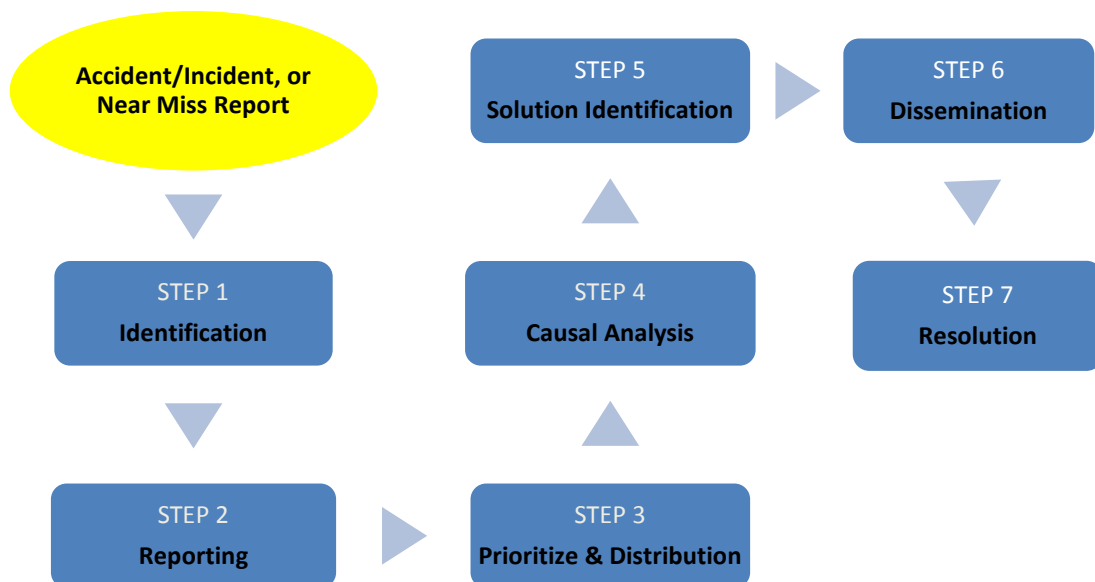 Accident/Incident, or
Near Miss Report
STEP 1
Identification
STEP 2
Reporting
STEP 3
Prioritize & Distribution
STEP 4
Causal Analysis
STEP 5
Solution Identification
STEP 6
Dissemination
STEP 7
Resolution